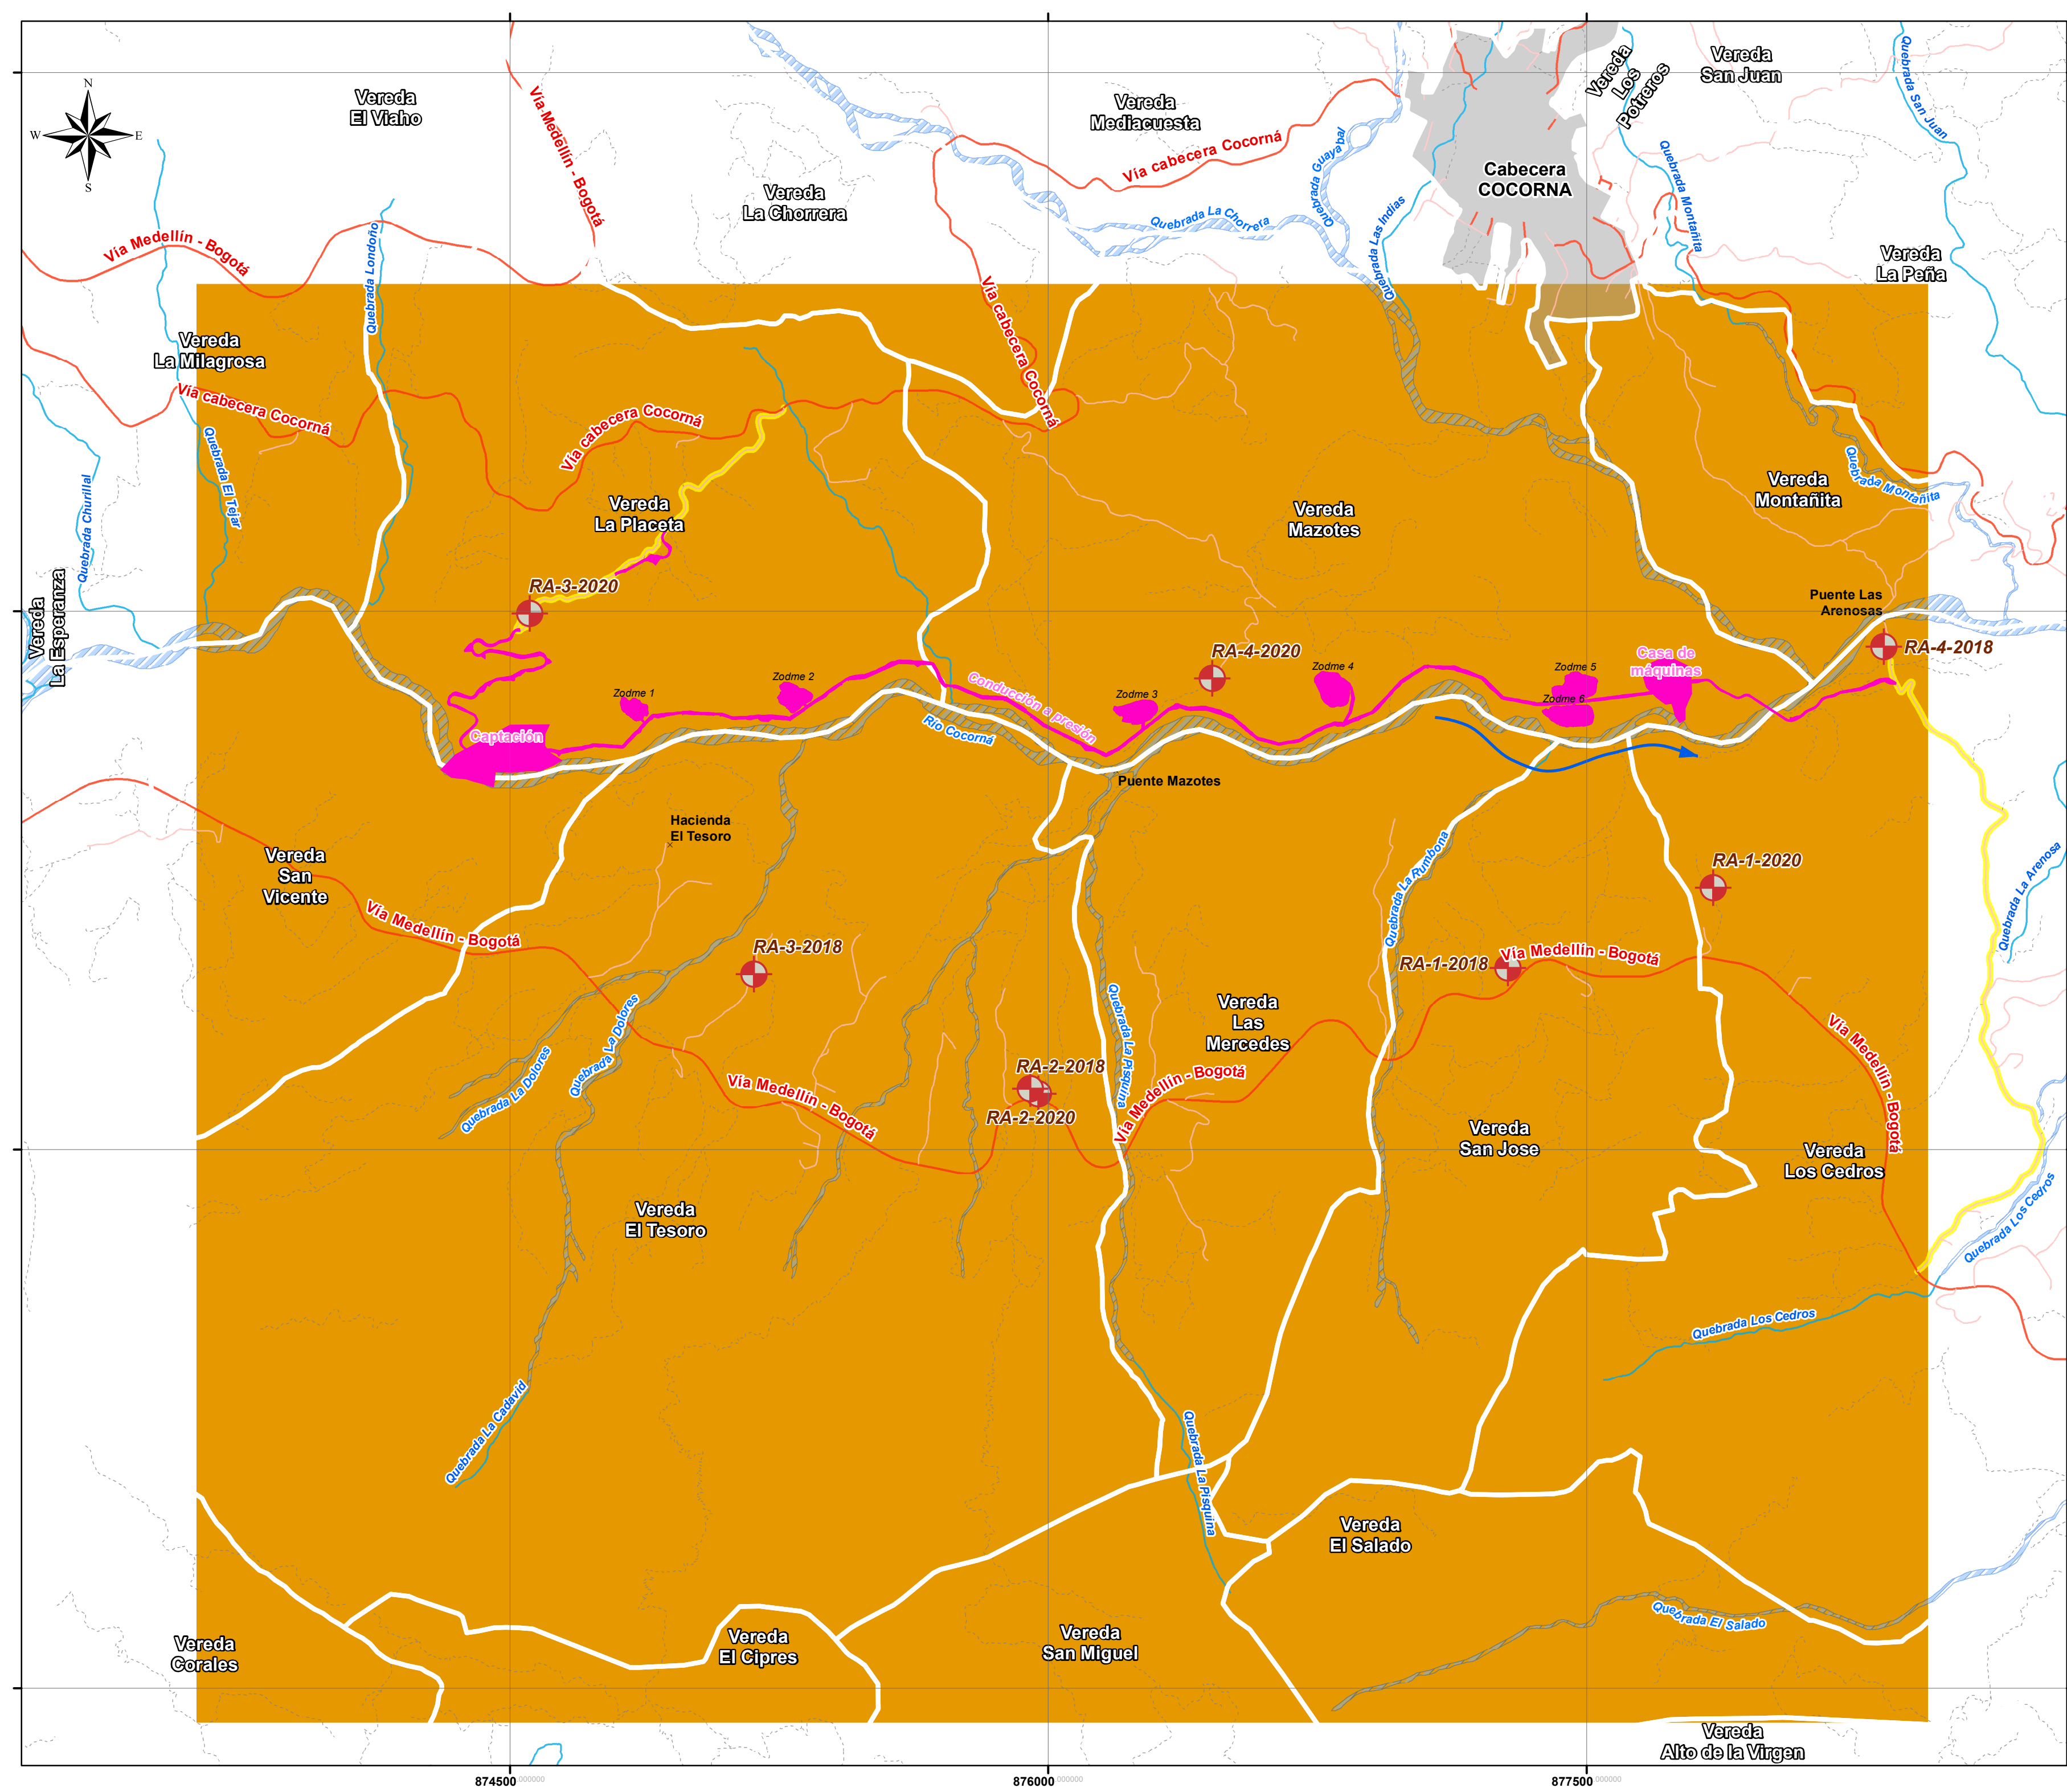 N
W
E
S
Vereda
El Viaho
Vía Medellín - Bogotá
Vereda
Mediacuesta
Vía cabecera Cocorná
Vereda
Los
Potreros
Vereda
San Juan
Quebrada San Juan
Vereda
La Chorrera
Quebrada La Chorrera
Quebrada Guayabal
Quebrada Las Indias
Cabecera
COCORNA
Quebrada Montañita
Vereda
La Peña
Vía Medellín - Bogotá
Quebrada Londoño
Vereda
La Milagrosa
Vía cabecera Cocorná
Vía cabecera Cocorná
Vía cabecera Cocorná
Quebrada El Tejar
Quebrada Churrillal
Vereda
La Esperanza
Vereda
La Placeta
Vereda
Mazotes
Vereda
Montañita
Quebrada Montañita
RA-3-2020
Puente Las
Arenosas
RA-4-2020
RA-4-2018
Casa de
máquinas
Zodme 1
Zodme 2
Zodme 3
Zodme 4
Zodme 5
Zodme 6
Conducción a presión
Captación
Río Cocorná
Puente Mazotes
Hacienda
El Tesoro
Vereda
San
Vicente
Vía Medellín - Bogotá
RA-3-2018
Quebrada La Rumbona
RA-1-2020
RA-1-2018
Vía Medellín - Bogotá
Quebrada La Arenosa
Quebrada La Dolores
Quebrada La Dolores
Quebrada La Pisquina
Vereda
Las
Mercedes
Vía Medellín - Bogotá
RA-2-2018
RA-2-2020
Vía Medellín - Bogotá
Vía Medellín - Bogotá
Vereda
San Jose
Vereda
Los Cedros
Quebrada Los Cedros
Vereda
El Tesoro
Quebrada Los Cedros
Quebrada La Cadavid
Quebrada La Pisquina
Vereda
El Salado
Quebrada El Salado
Vereda
Corales
Vereda
El Cipres
Vereda
San Miguel
Vereda
Alto de la Virgen
874500,000000
876000,000000
877500,000000